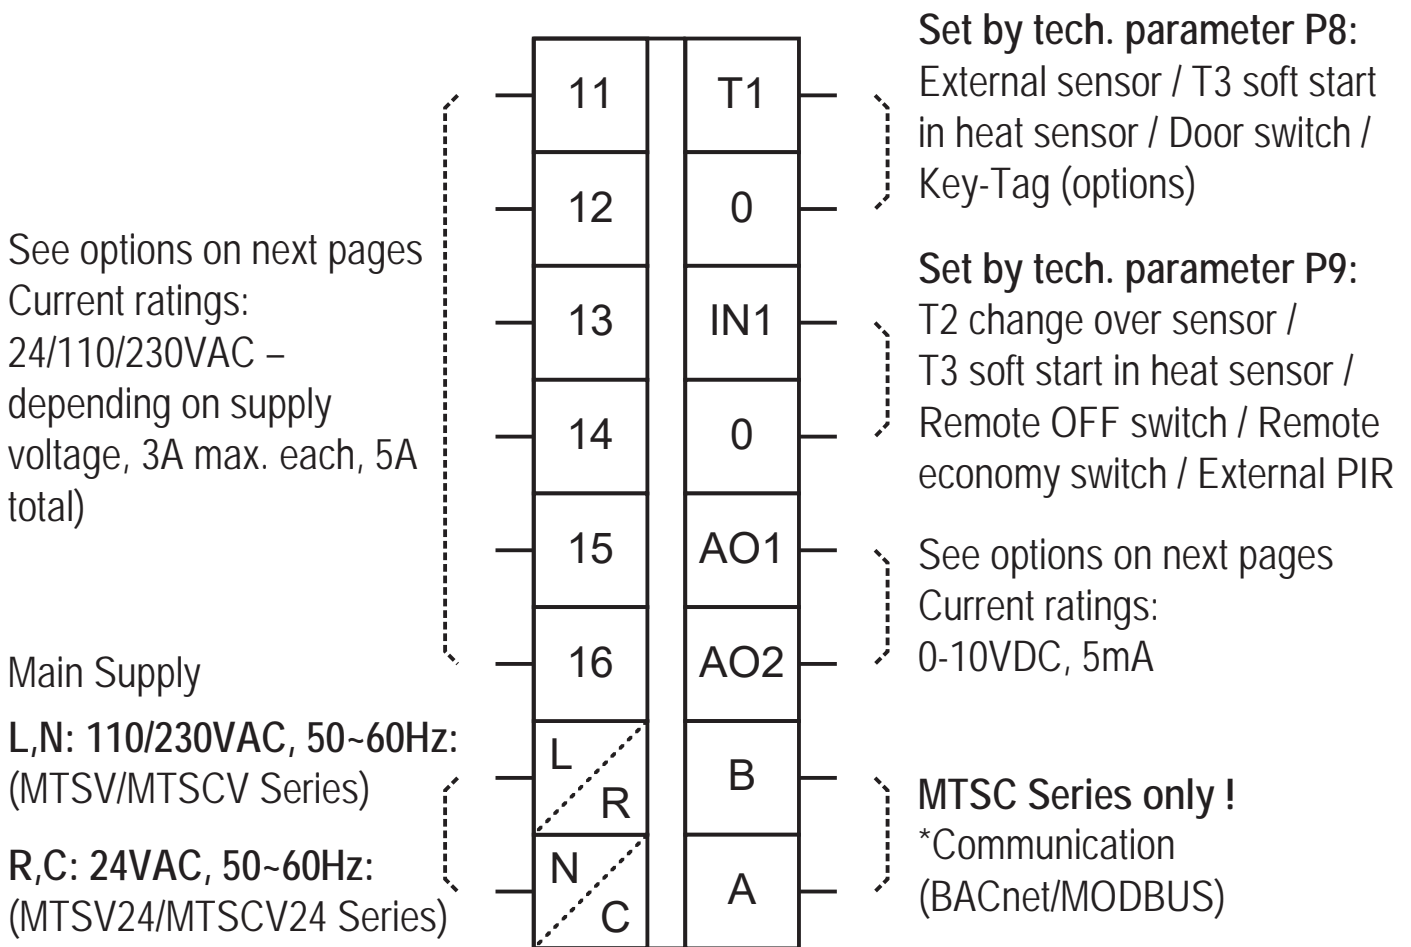 See options on next pages
Current ratings:
24/110/230VAC –
depending on supply
voltage, 3A max. each, 5A
total)
Main Supply
L,N: 110/230VAC, 50~60Hz:
(MTSV/MTSCV Series)
R,C: 24VAC, 50~60Hz:
(MTSV24/MTSCV24 Series)
11
12
13
14
15
16
L
R
N
C
T1
0
IN1
0
AO1
AO2
B
A
Set by tech. parameter P8:
External sensor / T3 soft start
in heat sensor / Door switch /
Key-Tag (options)
Set by tech. parameter P9:
T2 change over sensor /
T3 soft start in heat sensor /
Remote OFF switch / Remote
economy switch / External PIR
See options on next pages
Current ratings:
0-10VDC, 5mA
MTSC Series only !
*Communication
(BACnet/MODBUS)